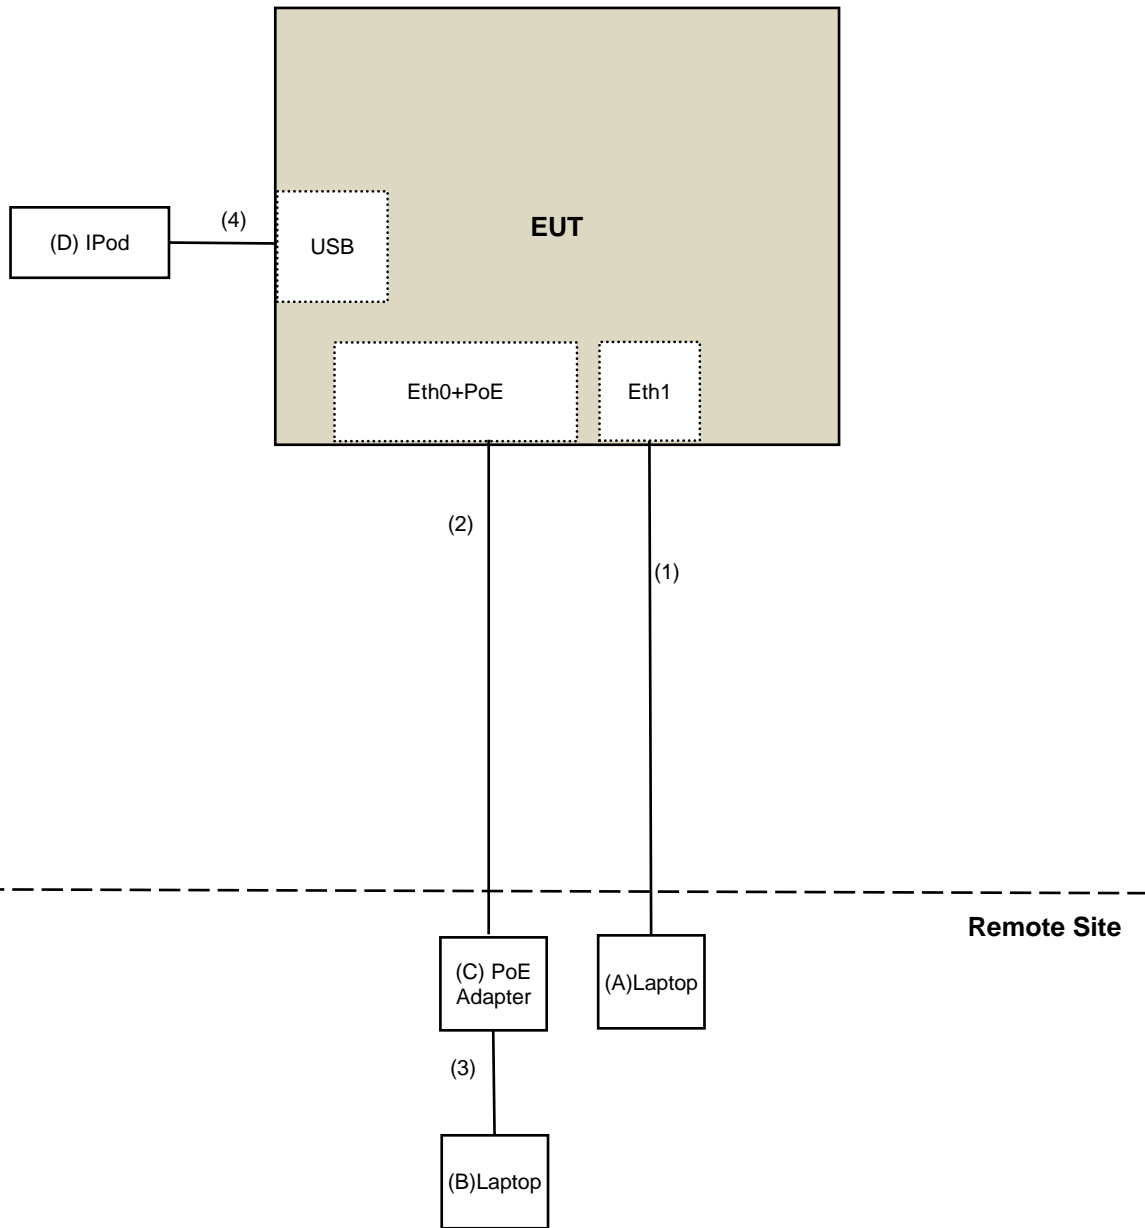 (4)
(D) IPod
USB
EUT
Eth0+PoE
Eth1
(2)
(1)
Remote Site
(C) PoE
Adapter
(A)Laptop
(3)
(B)Laptop